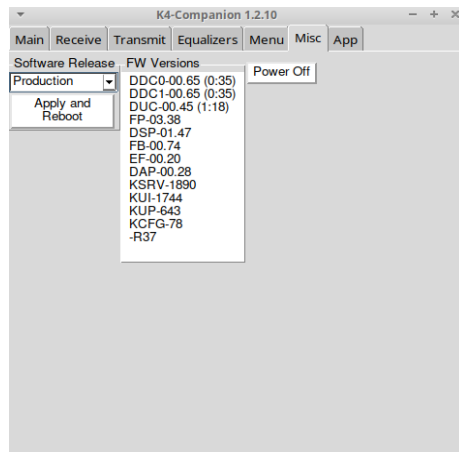 K4-Companion 1.2.10
Main Receive Transmit Equalizers Menu Misc App
Software Release
Production
Apply and
Reboot
FW Versions
DDC0-00.65 (0:35)
DDC1-00.65 (0:35)
DUC-00.45 (1:18)
FP-03.38
DSP-01.47
FB-00.74
EF-00.20
DAP-00.28
KSRV-1890
KUI-1744
KUP-643
KCFG-78
-R37
Power Off